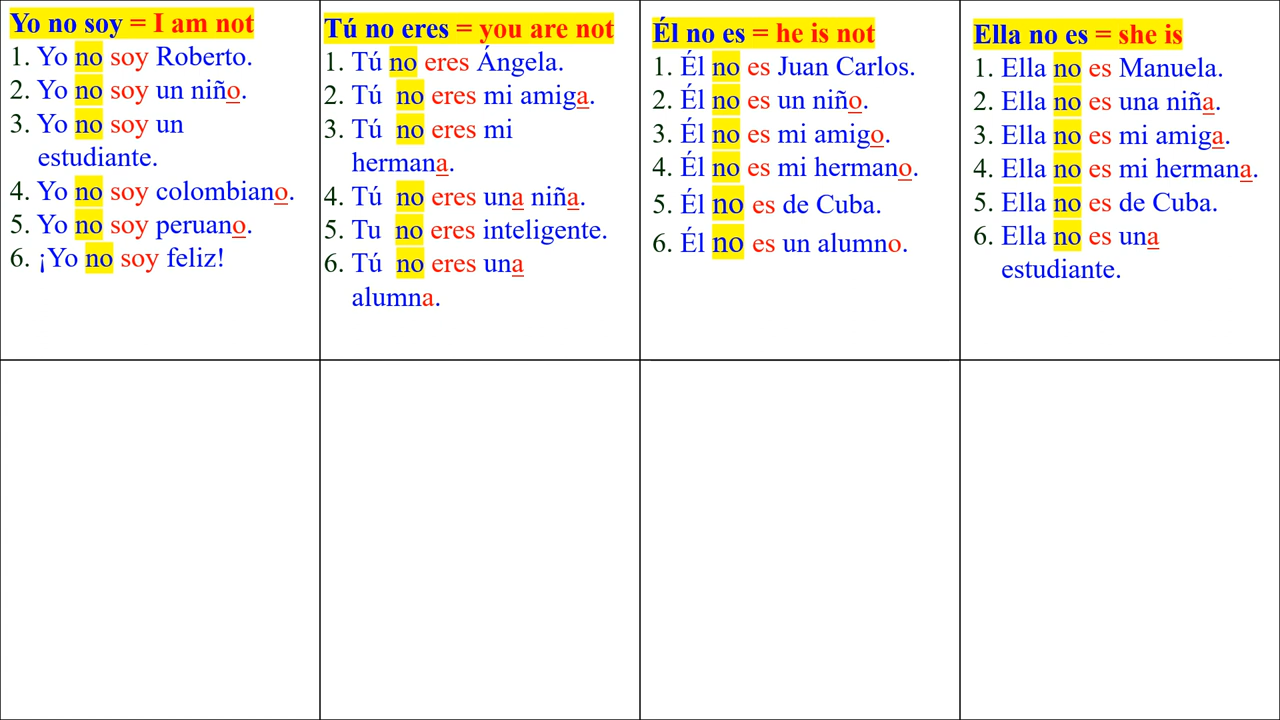 Yo no soy = I am not
1. Yo no soy Roberto.
2. Yo no soy un niño.
3. Yo no soy un
estudiante.
4. Yo no soy colombiano.
5. Yo no soy peruano.
6. ¡Yo no soy feliz!
Tú no eres = you are not
1. Tú no eres Ángela.
2. Tú no eres mi amiga.
3. Tú no eres mi
hermana.
4. Tú no eres una niña.
5. Tu no eres inteligente.
6. Tú no eres una
alumna.
Él no es = he is not
1. Él no es Juan Carlos.
2. Él no es un niño.
3. Él no es mi amigo.
4. Él no es mi hermano.
5. Él no es de Cuba.
6. Él no es un alumno.
Ella no es = she is
1. Ella no es Manuela.
2. Ella no es una niña.
3. Ella no es mi amiga.
4. Ella no es mi hermana.
5. Ella no es de Cuba.
6. Ella no es una
estudiante.